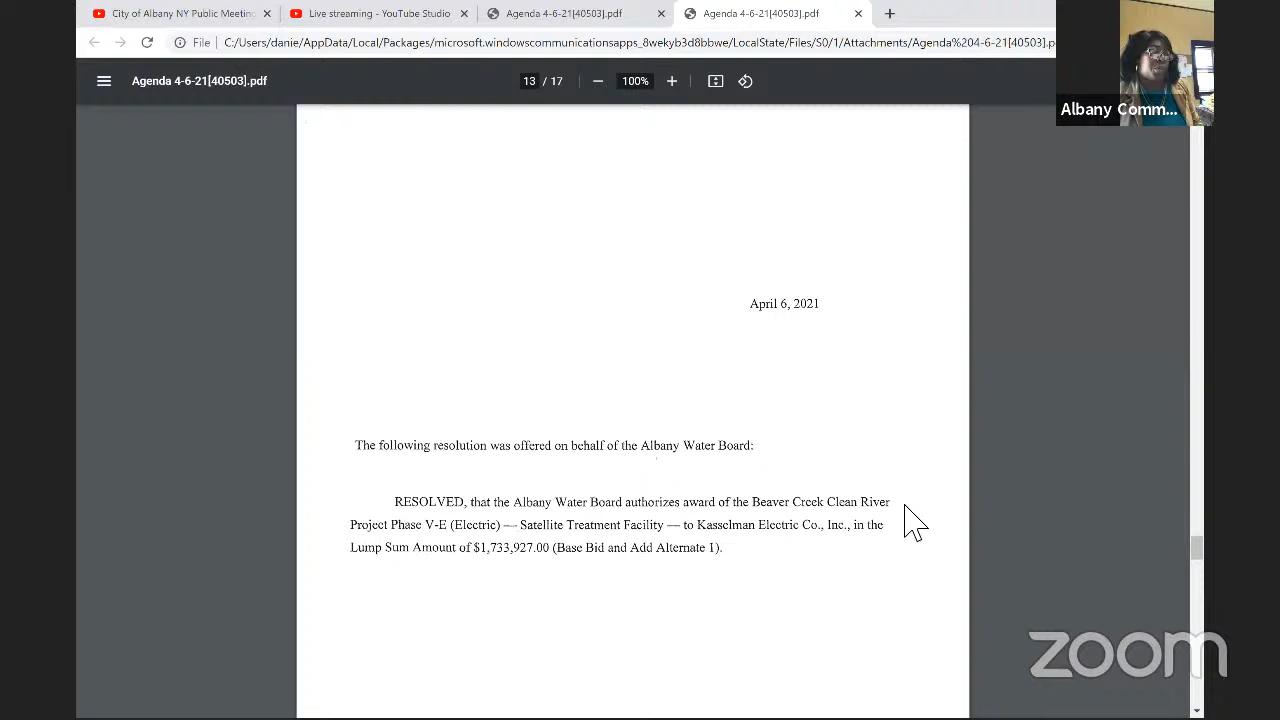 City of Albany NY Public Meeting
Live streaming - YouTube Studio
Agenda 4-6-21[40503].pdf
Agenda 4-6-21[40503].pdf
File
C:/Users/danie/AppData/Local/Packages/microsoft.windowscommunicationsapps_8wekyb3d8bbwe/LocalState/Files/S0/1/Attachments/Agenda%204-6-21[40503].p
Agenda 4-6-21[40503].pdf
13 / 17
100%
Albany Comm...
April 6, 2021
The following resolution was offered on behalf of the Albany Water Board:
RESOLVED, that the Albany Water Board authorizes award of the Beaver Creek Clean River
Project Phase V-E (Electric) — Satellite Treatment Facility — to Kasselman Electric Co., Inc., in the
Lump Sum Amount of $1,733,927.00 (Base Bid and Add Alternate 1).
zoom